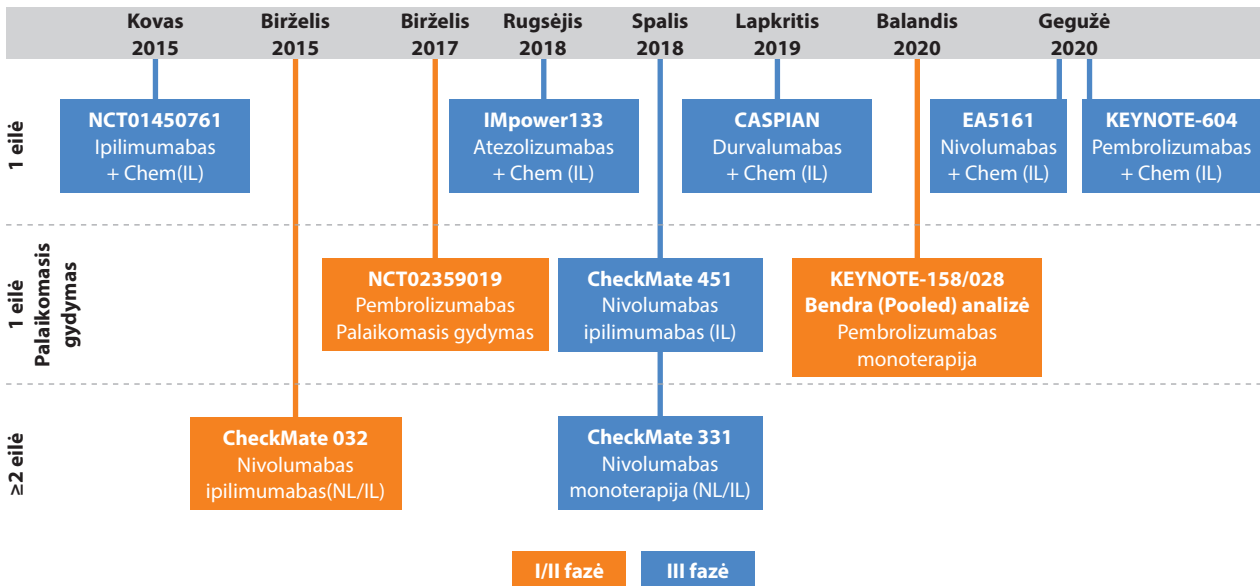 Kovas
2015
Birželis
2015
Birželis
2017
Rugsėjis
2018
Spalis
2018
Lapkritis
2019
Balandis
2020
Gegužė
2020
1 eilė
NCT01450761
Ipilimumabas
+ Chem(IL)
IMpower133
Atezolizumabas
+ Chem (IL)
CASPIAN
Durvalumabas
+ Chem (IL)
EA5161
Nivolumabas
+ Chem (IL)
KEYNOTE-604
Pembrolizumabas
+ Chem (IL)
1 eilė
Palaikomasis
gydymas
NCT02359019
Pembrolizumabas
Palaikomasis gydymas
CheckMate 451
Nivolumabas
ipilimumabas (IL)
KEYNOTE-158/028
Bendra (Pooled) analizė
Pembrolizumabas
monoterapija
≥2 eilė
CheckMate 032
Nivolumabas
ipilimumabas(NL/IL)
CheckMate 331
Nivolumabas
monoterapija (NL/IL)
I/II fazė
III fazė